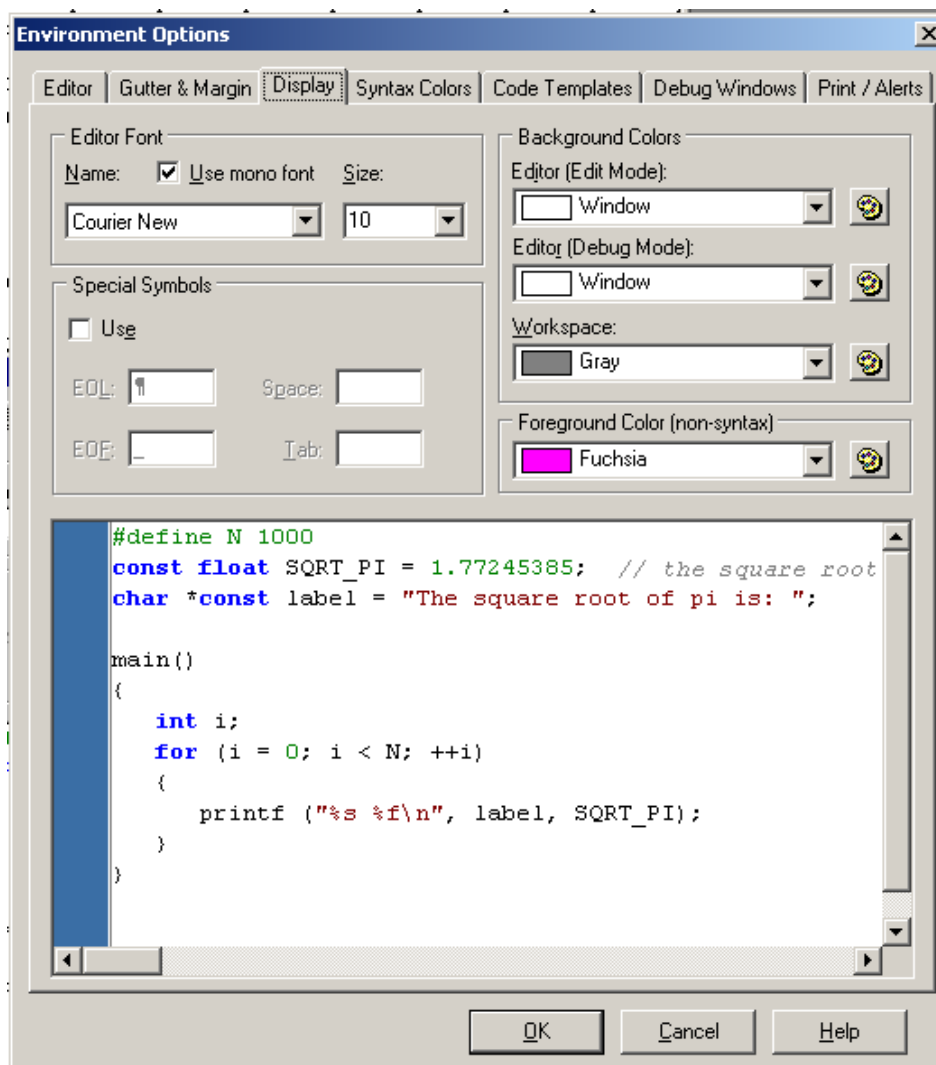 Environment Options
Editor Gutter & Margin Display Syntax Colors Code Templates Debug Windows Print / Alerts
Editor Font
Name: Use mono font Size:
Courier New 10
Special Symbols
Use
EOL: ¶ Space:
EOF: _ Tab:
Background Colors
Editor (Edit Mode):
Window
Editor (Debug Mode):
Window
Workspace:
Gray
Foreground Color (non-syntax)
Fuchsia
#define N 1000
const float SQRT_PI = 1.77245385;  // the square root
char *const label = "The square root of pi is: ";
main()
{
   int i;
   for (i = 0; i < N; ++i)
   {
      printf ("%s %f\n", label, SQRT_PI);
   }
}
OK Cancel Help